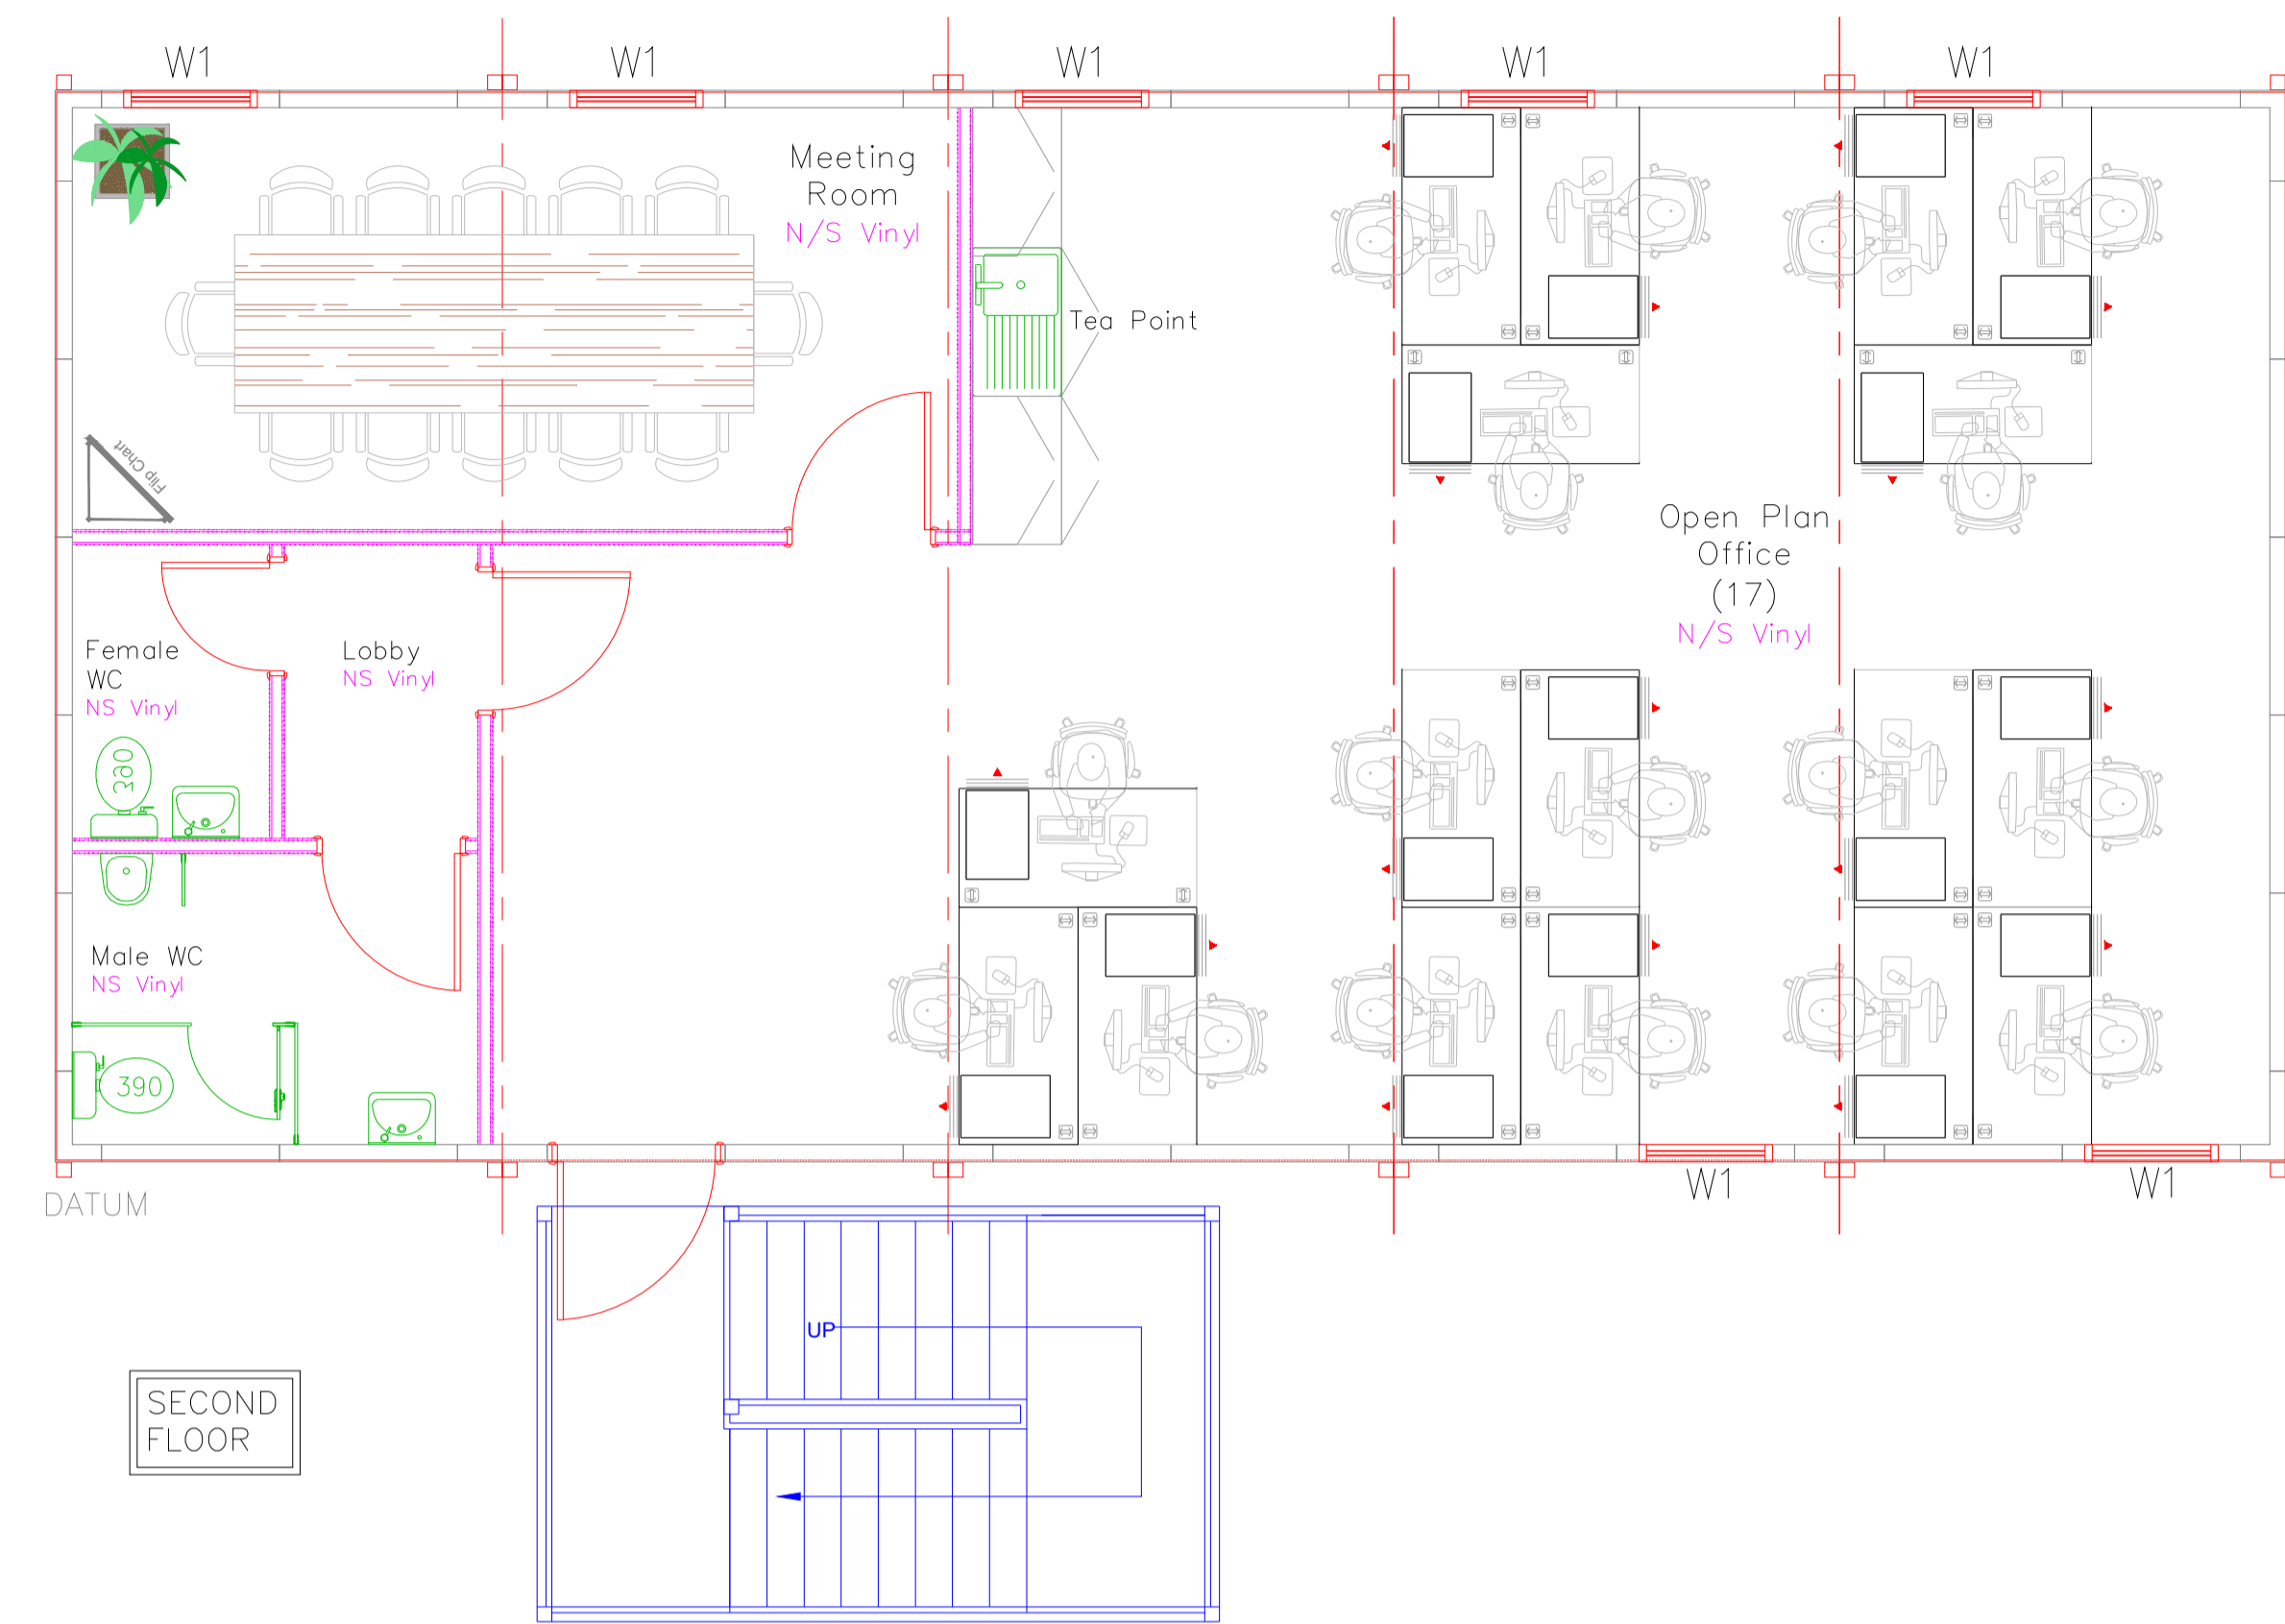 W1
W1
W1
W1
W1
Meeting
Room
N/S Vinyl
Tea Point
Flip Chart
Open Plan
Office
(17)
N/S Vinyl
Female
WC
NS Vinyl
Lobby
NS Vinyl
390
Male WC
NS Vinyl
390
W1
W1
DATUM
UP
SECOND
FLOOR